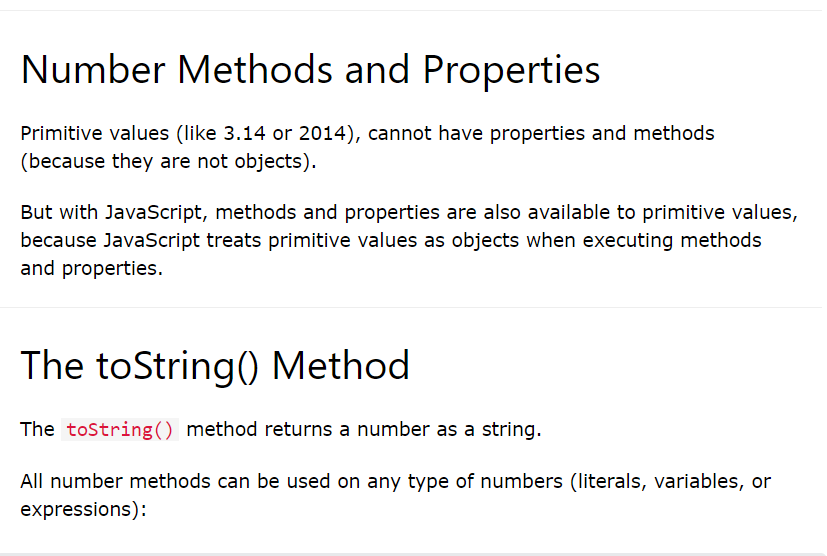 Number Methods and Properties
Primitive values (like 3.14 or 2014), cannot have properties and methods
(because they are not objects).
But with JavaScript, methods and properties are also available to primitive values,
because JavaScript treats primitive values as objects when executing methods
and properties.
The toString() Method
The toString() method returns a number as a string.
All number methods can be used on any type of numbers (literals, variables, or
expressions):